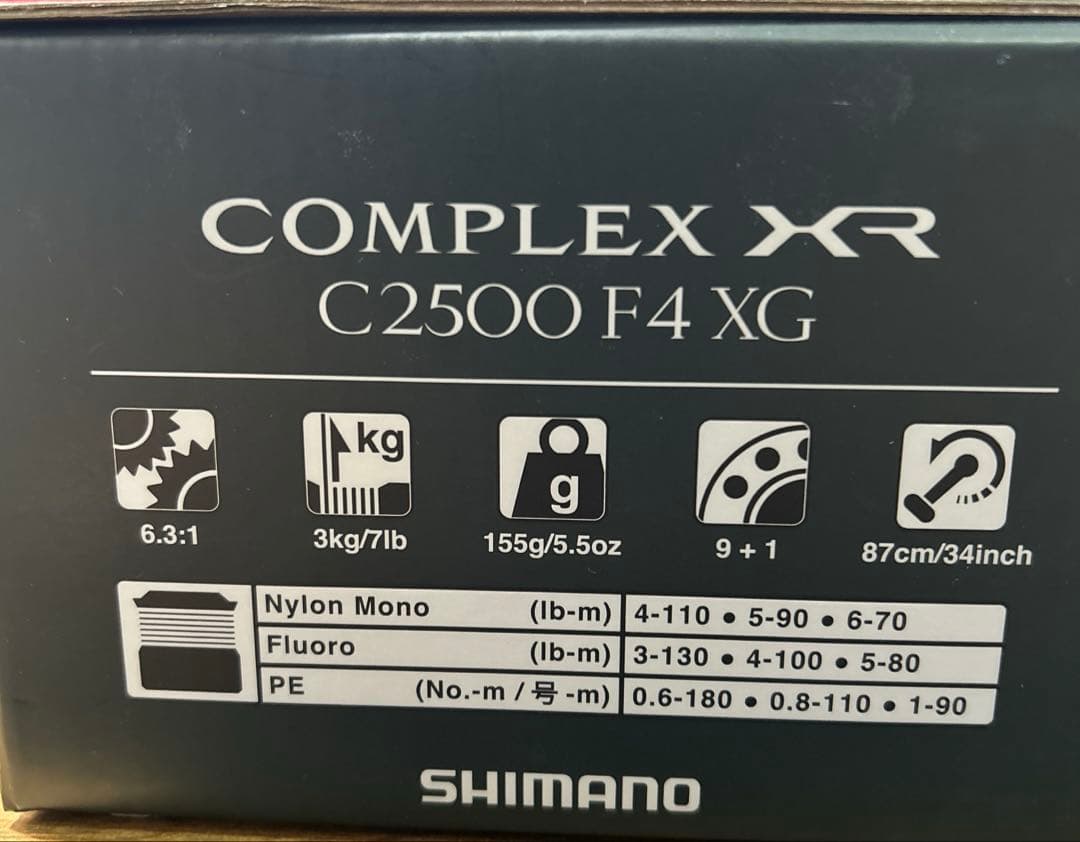 COMPLEX XR
C2500 F4 XG
kg
g
6.3:1 3kg/7lb 155g/5.5oz 9+1 87cm/34inch
Nylon Mono (lb-m) 4-110 ● 5-90 ● 6-70
Fluoro (lb-m) 3-130 ● 4-100 ● 5-80
PE (No.-m / 号 -m) 0.6-180 ● 0.8-110 ● 1-90
SHIMANO